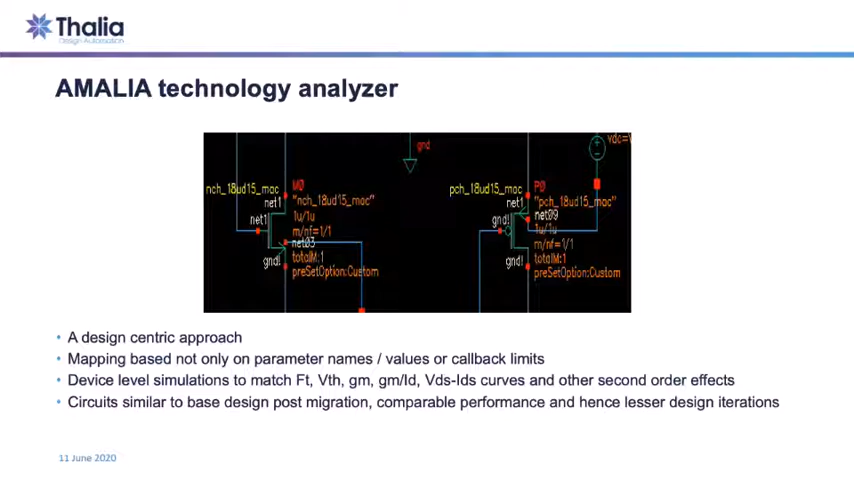 Thalia
Design Automation
AMALIA technology analyzer
gnd
vdc=
nch_18ud15_mac
M0
"nch_18ud15_mac"
net1
1u/1u
net1
m/nf=1/1
net03
totalM:1
gnd!
preSetOption:Custom
pch_18ud15_mac
P0
"pch_18ud15_mac"
net1
net09
gnd!
1u/1u
m/nf=1/1
totalM:1
gnd!
preSetOption:Custom
• A design centric approach
• Mapping based not only on parameter names / values or callback limits
• Device level simulations to match Ft, Vth, gm, gm/Id, Vds-Ids curves and other second order effects
• Circuits similar to base design post migration, comparable performance and hence lesser design iterations
11 June 2020